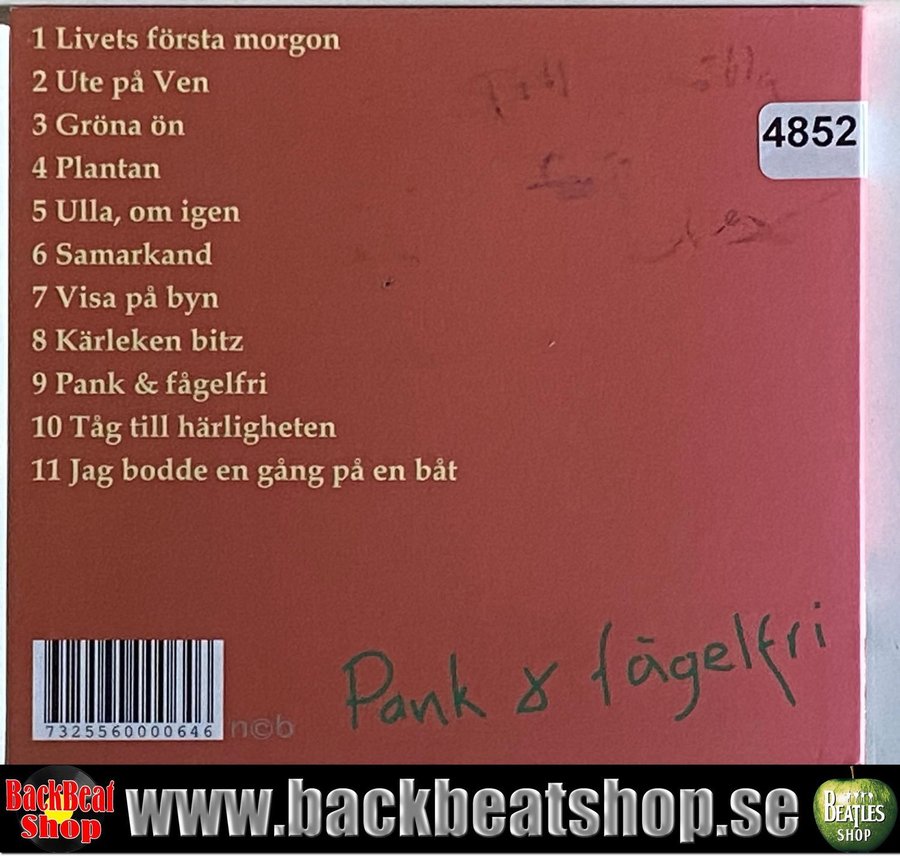 1 Livets första morgon
2 Ute på Ven
3 Gröna ön
4 Plantan
5 Ulla, om igen
6 Samarkand
7 Visa på byn
8 Kärleken bitz
9 Pank & fågelfri
10 Tåg till härligheten
11 Jag bodde en gång på en båt
4852
Pank & fågelfri
7325560000646
n©b
BackBeat
Shop
www.backbeatshop.se
BEATLES
SHOP